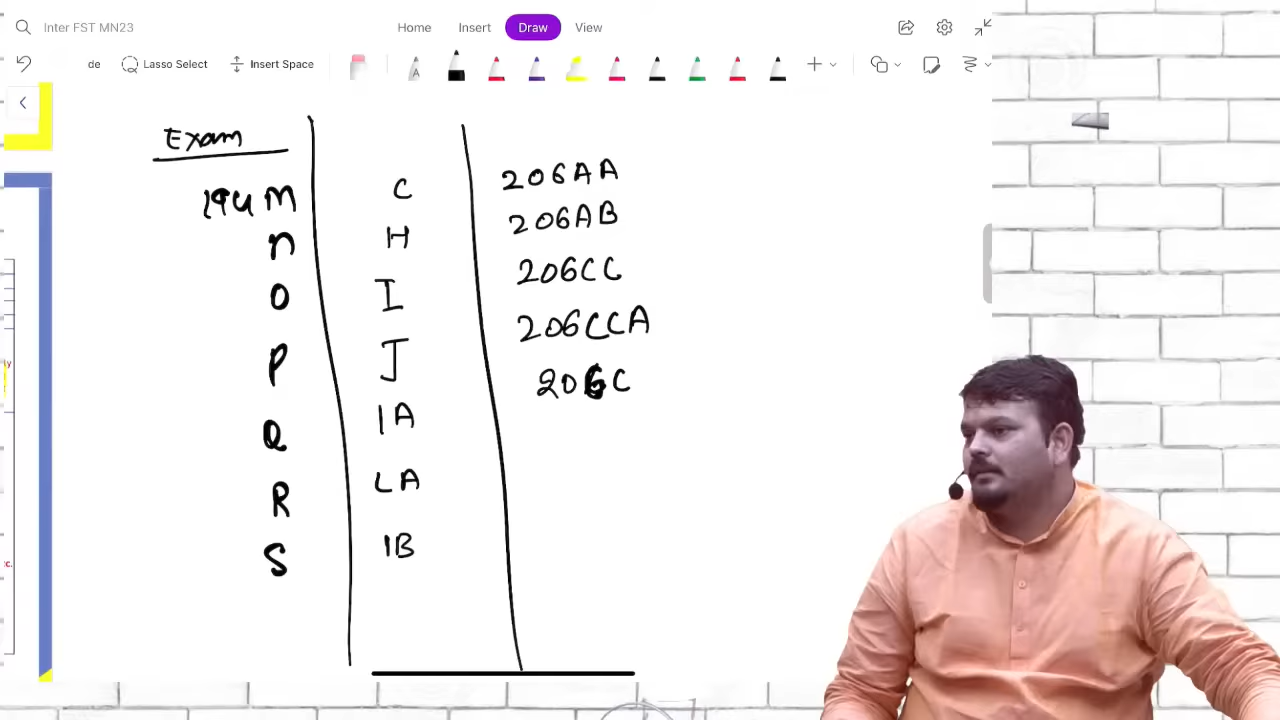 Inter FST MN23
Home Insert Draw View
de Lasso Select Insert Space
Exam
194 M C 206AA
N H 206AB
O I 206CC
P J 206CCA
Q 1A 206C
R LA
S 1B